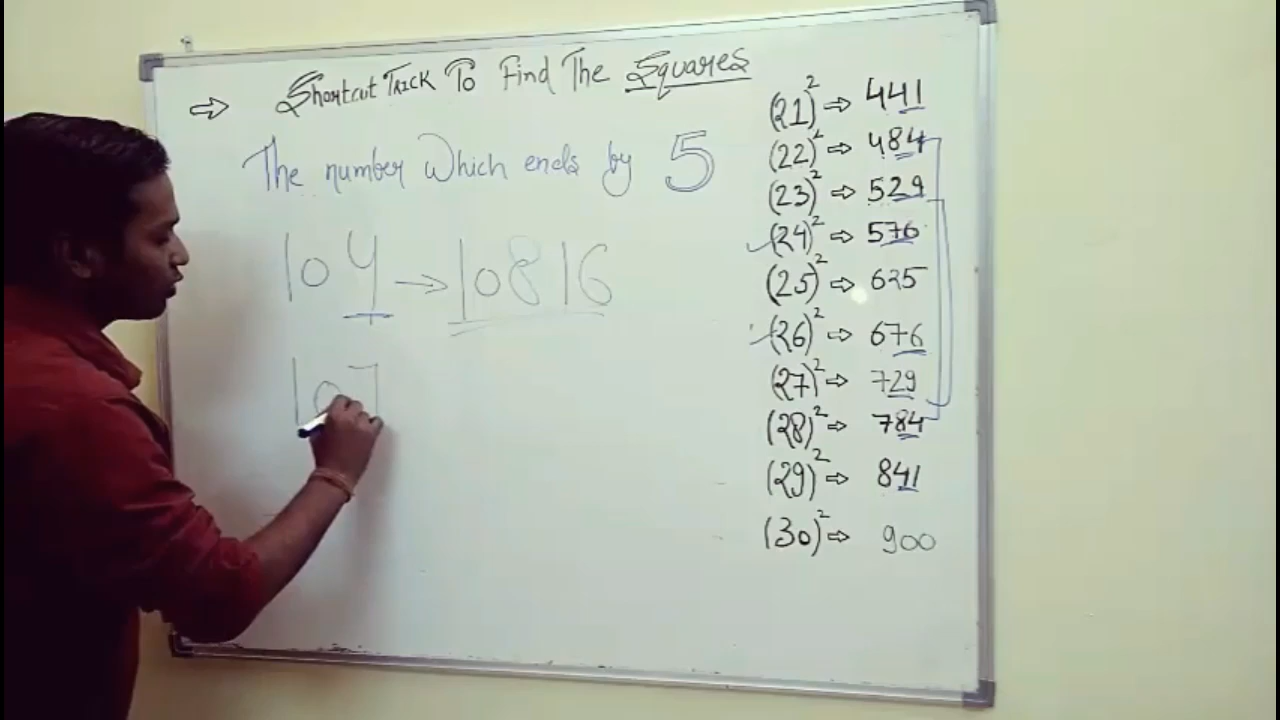 ⇨ Shortcut TRICK To Find The Squares
The number which ends by 5
104 → 10816
107
(21)² ⇨ 441
(22)² ⇨ 484
(23)² ⇨ 529
(24)² ⇨ 576
(25)² ⇨ 625
(26)² ⇨ 676
(27)² ⇨ 729
(28)² ⇨ 784
(29)² ⇨ 841
(30)² ⇨ 900